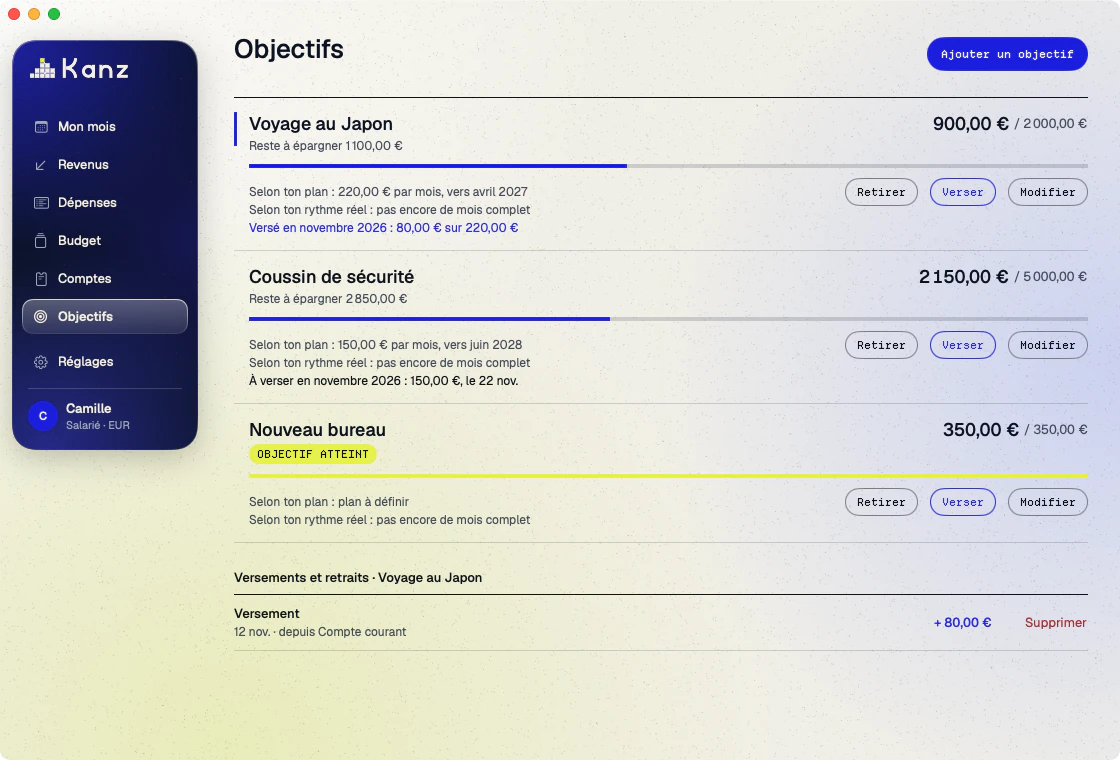 Kanz
Mon mois
Revenus
Dépenses
Budget
Comptes
Objectifs
Réglages
C
Camille
Salarié · EUR
Objectifs
Ajouter un objectif
Voyage au Japon
900,00 € / 2 000,00 €
Reste à épargner 1 100,00 €
Selon ton plan : 220,00 € par mois, vers avril 2027
Selon ton rythme réel : pas encore de mois complet
Versé en novembre 2026 : 80,00 € sur 220,00 €
Retirer
Verser
Modifier
Coussin de sécurité
2 150,00 € / 5 000,00 €
Reste à épargner 2 850,00 €
Selon ton plan : 150,00 € par mois, vers juin 2028
Selon ton rythme réel : pas encore de mois complet
À verser en novembre 2026 : 150,00 €, le 22 nov.
Retirer
Verser
Modifier
Nouveau bureau
350,00 € / 350,00 €
OBJECTIF ATTEINT
Selon ton plan : plan à définir
Selon ton rythme réel : pas encore de mois complet
Retirer
Verser
Modifier
Versements et retraits · Voyage au Japon
Versement
12 nov. · depuis Compte courant
+ 80,00 €
Supprimer